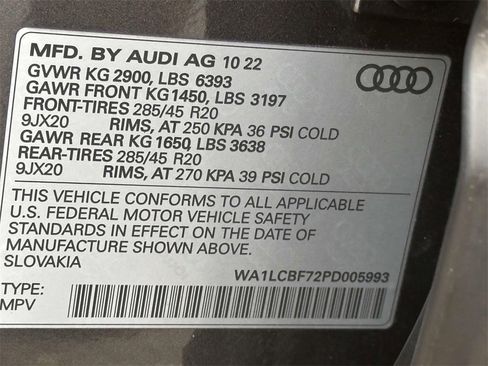 MFD. BY AUDI AG 10 22
GVWR KG 2900, LBS 6393
GAWR FRONT KG1450, LBS 3197
FRONT-TIRES 285/45 R20
9JX20 RIMS, AT 250 KPA 36 PSI COLD
GAWR REAR KG 1650, LBS 3638
REAR-TIRES 285/45 R20
9JX20 RIMS, AT 270 KPA 39 PSI COLD
THIS VEHICLE CONFORMS TO ALL APPLICABLE
U.S. FEDERAL MOTOR VEHICLE SAFETY
STANDARDS IN EFFECT ON THE DATE OF
MANUFACTURE SHOWN ABOVE.
SLOVAKIA
WA1LCBF72PD005993
TYPE:
MPV